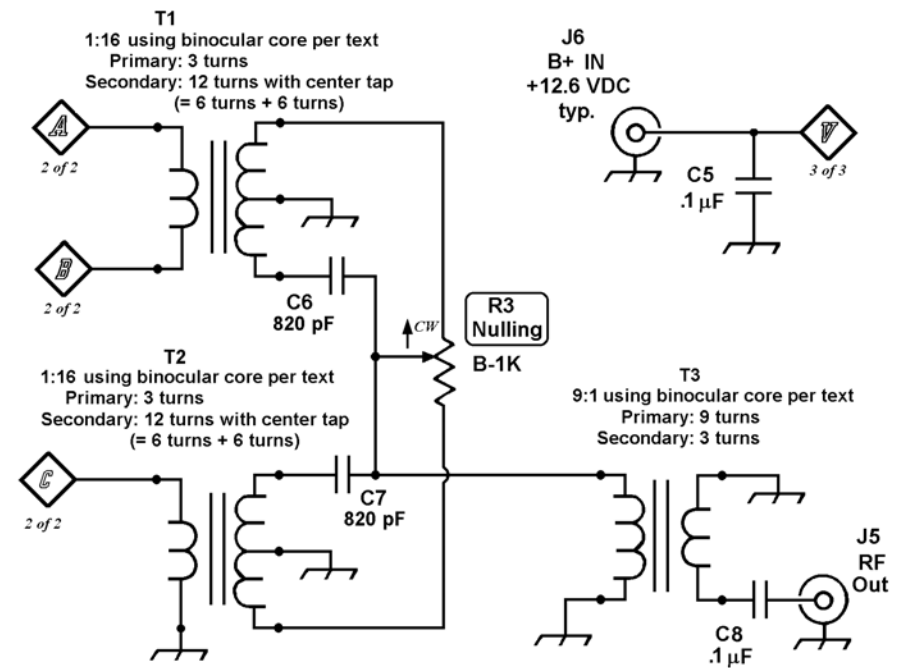 T1
1:16 using binocular core per text
Primary: 3 turns
Secondary: 12 turns with center tap
(= 6 turns + 6 turns)
A
2 of 2
B
2 of 2
C6
820 pF
J6
B+ IN
+12.6 VDC
typ.
V
3 of 3
C5
.1 µF
CW
R3
Nulling
B-1K
T2
1:16 using binocular core per text
Primary: 3 turns
Secondary: 12 turns with center tap
(= 6 turns + 6 turns)
C
2 of 2
C7
820 pF
T3
9:1 using binocular core per text
Primary: 9 turns
Secondary: 3 turns
J5
RF
Out
C8
.1 µF